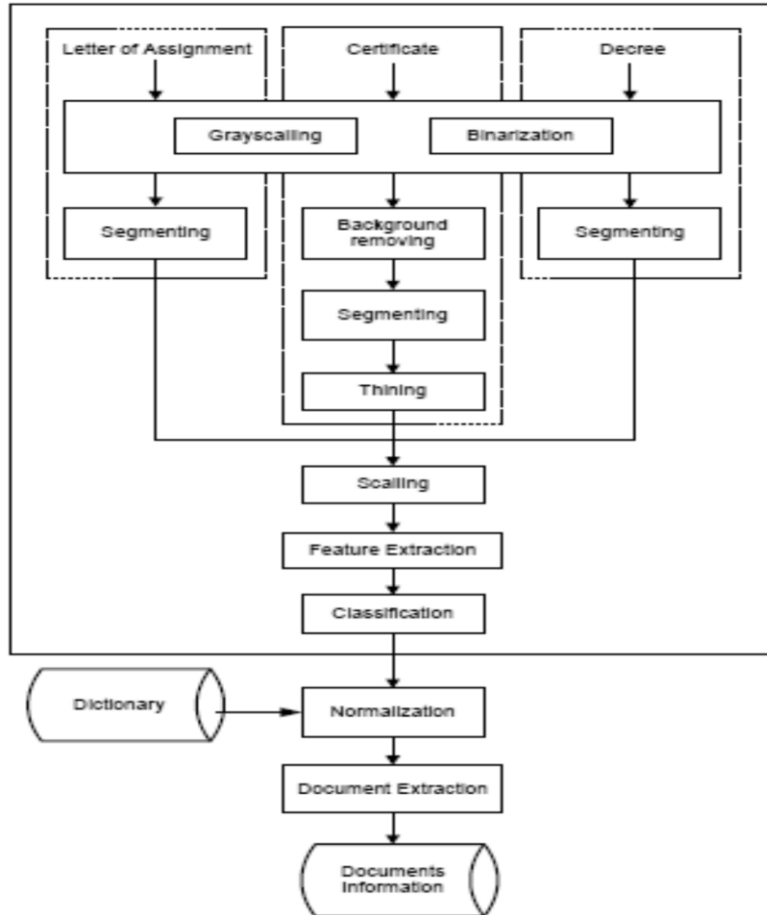 Letter of Assignment
Certificate
Decree
Grayscalling
Binarization
Segmenting
Background
removing
Segmenting
Segmenting
Thining
Scalling
Feature Extraction
Classification
Dictionary
Normalization
Document Extraction
Documents
Information